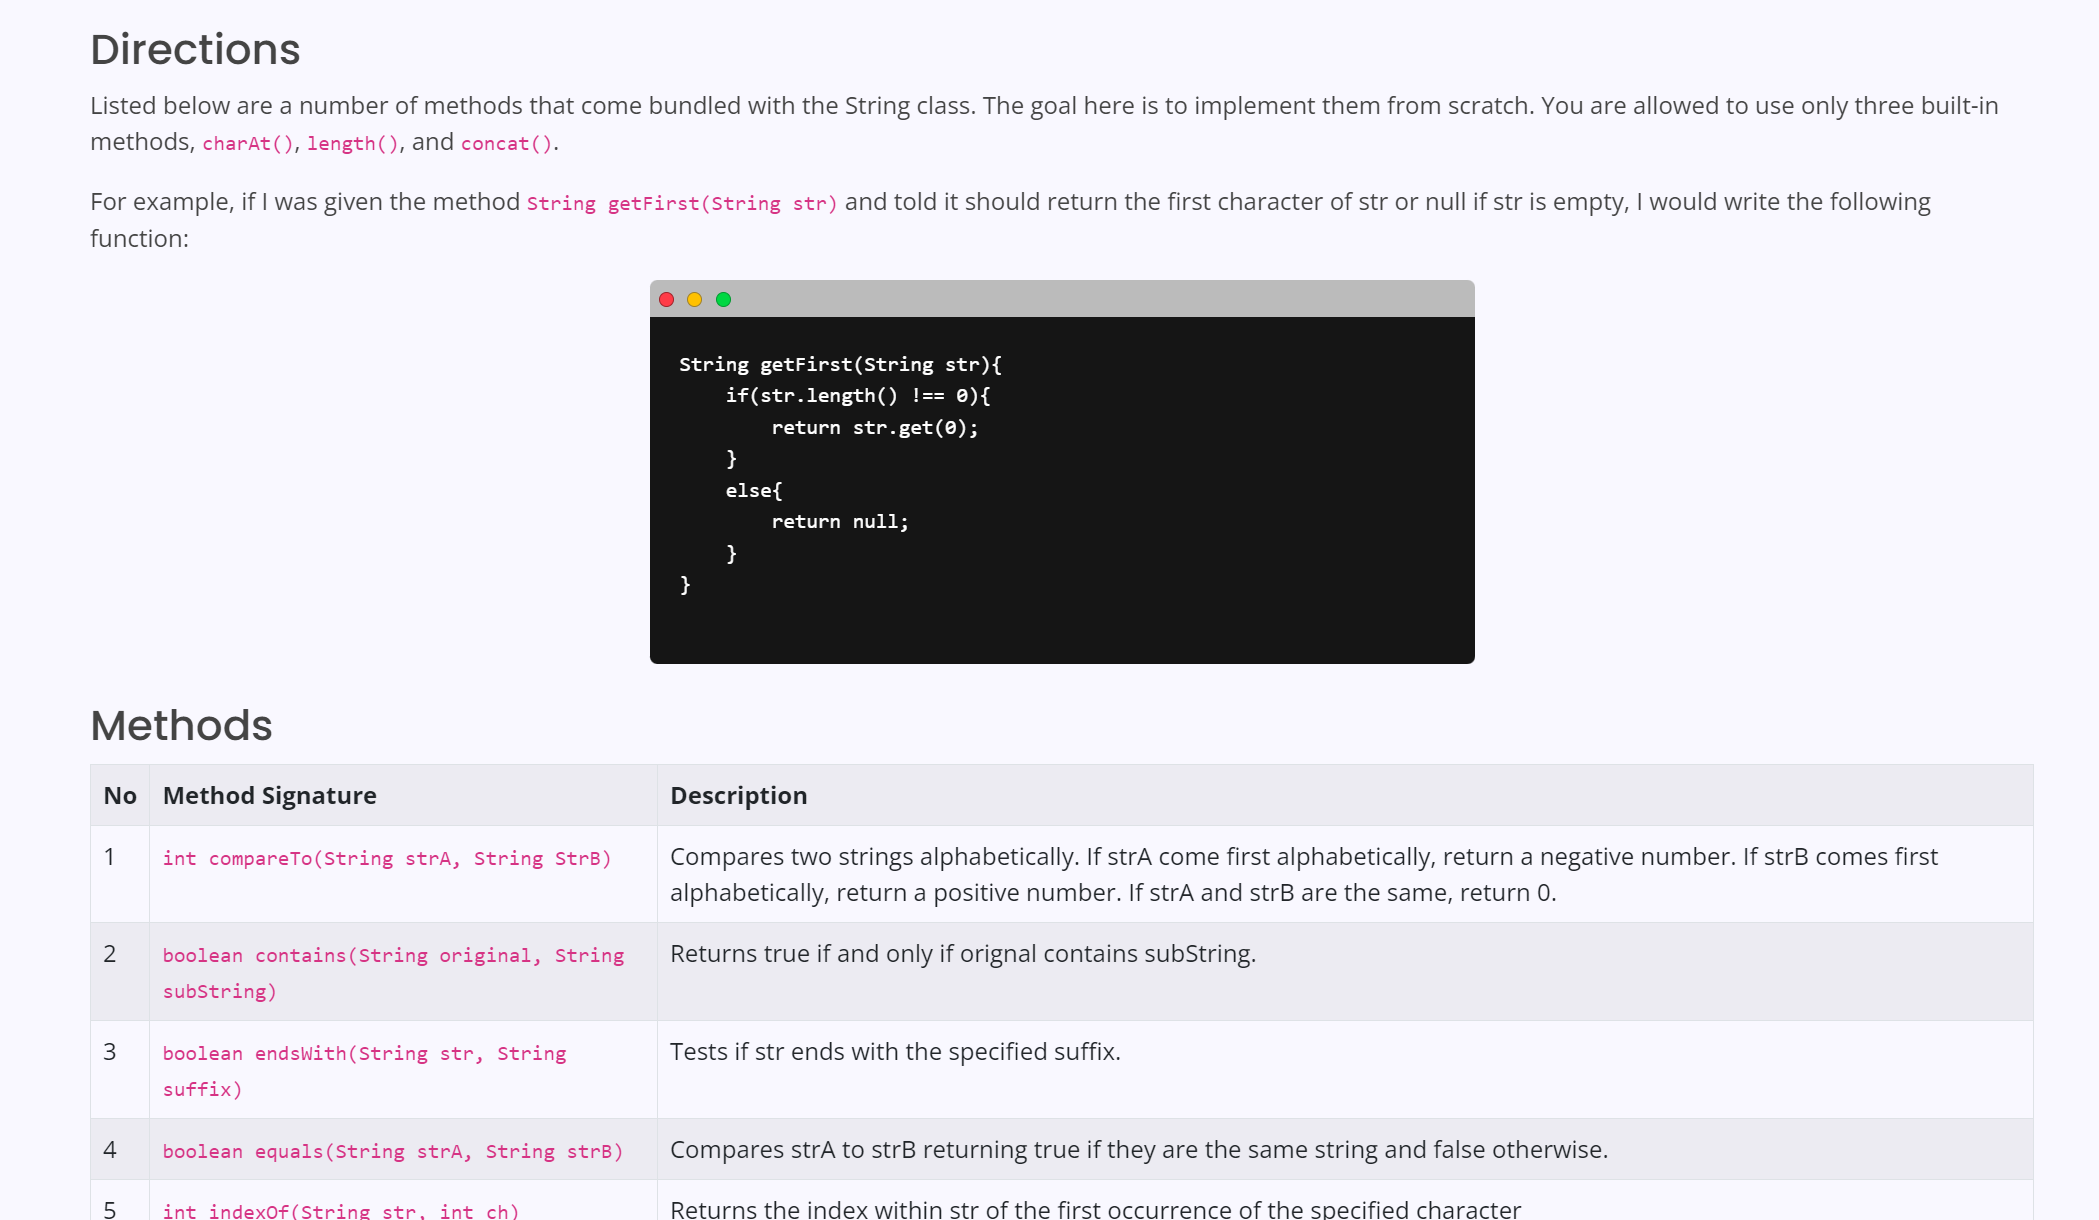 Directions
Listed below are a number of methods that come bundled with the String class. The goal here is to implement them from scratch. You are allowed to use only three built-in
methods, charAt(), length(), and concat().
For example, if I was given the method String getFirst(String str) and told it should return the first character of str or null if str is empty, I would write the following
function:
String getFirst(String str){
    if(str.length() !== 0){
        return str.get(0);
    }
    else{
        return null;
    }
}
Methods
No Method Signature Description
1 int compareTo(String strA, String StrB) Compares two strings alphabetically. If strA come first alphabetically, return a negative number. If strB comes first
alphabetically, return a positive number. If strA and strB are the same, return 0.
2 boolean contains(String original, String Returns true if and only if orignal contains subString.
subString)
3 boolean endsWith(String str, String Tests if str ends with the specified suffix.
suffix)
4 boolean equals(String strA, String strB) Compares strA to strB returning true if they are the same string and false otherwise.
5 int indexOf(String str, int ch) Returns the index within str of the first occurrence of the specified character